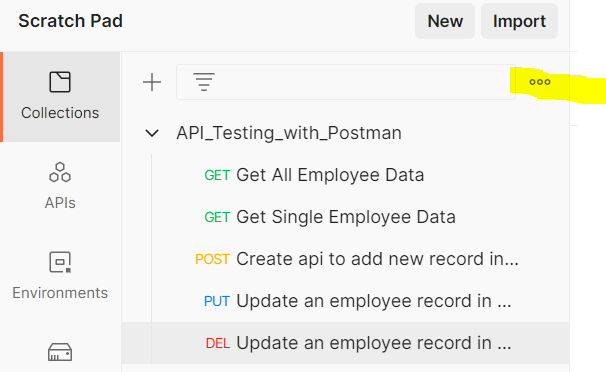 Scratch Pad
New
Import
Collections
API_Testing_with_Postman
GET Get All Employee Data
APIs
GET Get Single Employee Data
POST Create api to add new record in...
Environments
PUT Update an employee record in ...
DEL Update an employee record in ...